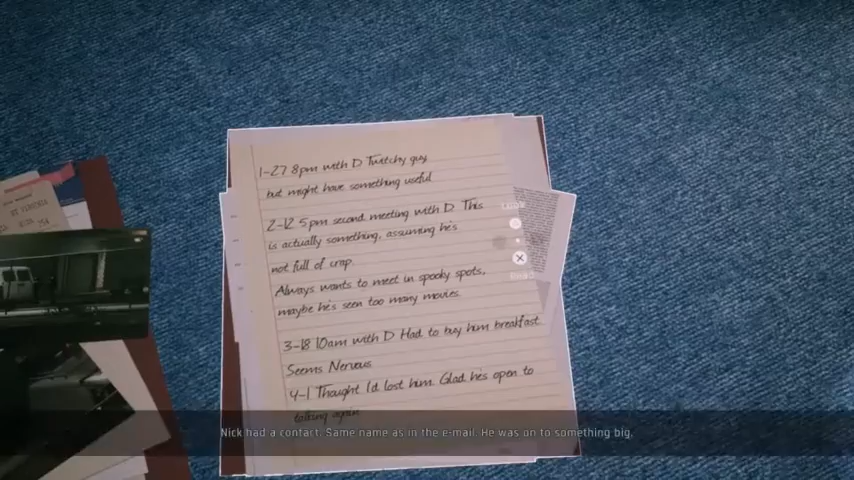 1-27 8pm with D Twitchy guy
but might have something useful
2-12 5pm second meeting with D. This
is actually something, assuming he's
not full of crap.
Always wants to meet in spooky spots,
maybe he's seen too many movies.
3-18 10am with D Had to buy him breakfast
Seems Nervous
4-1 Thought I'd lost him. Glad he's open to
talking again
Nick had a contact. Same name as in the e-mail. He was on to something big.